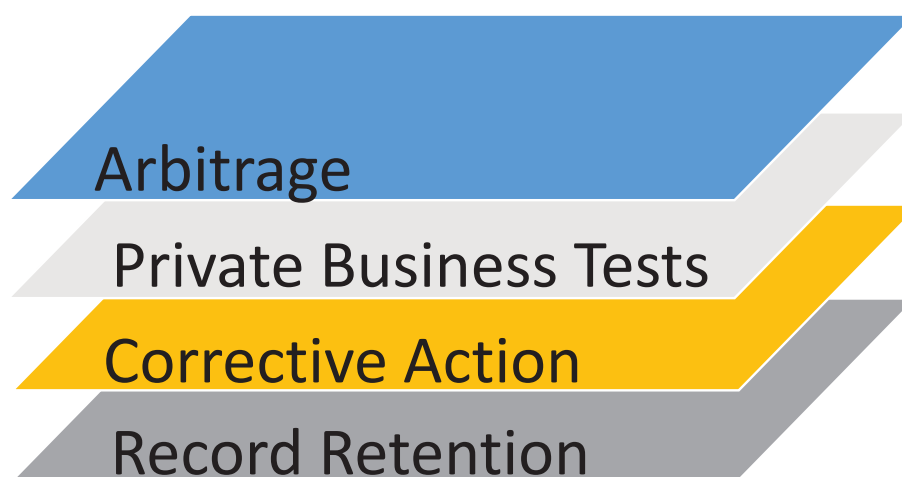 Arbitrage
Private Business Tests
Corrective Action
Record Retention